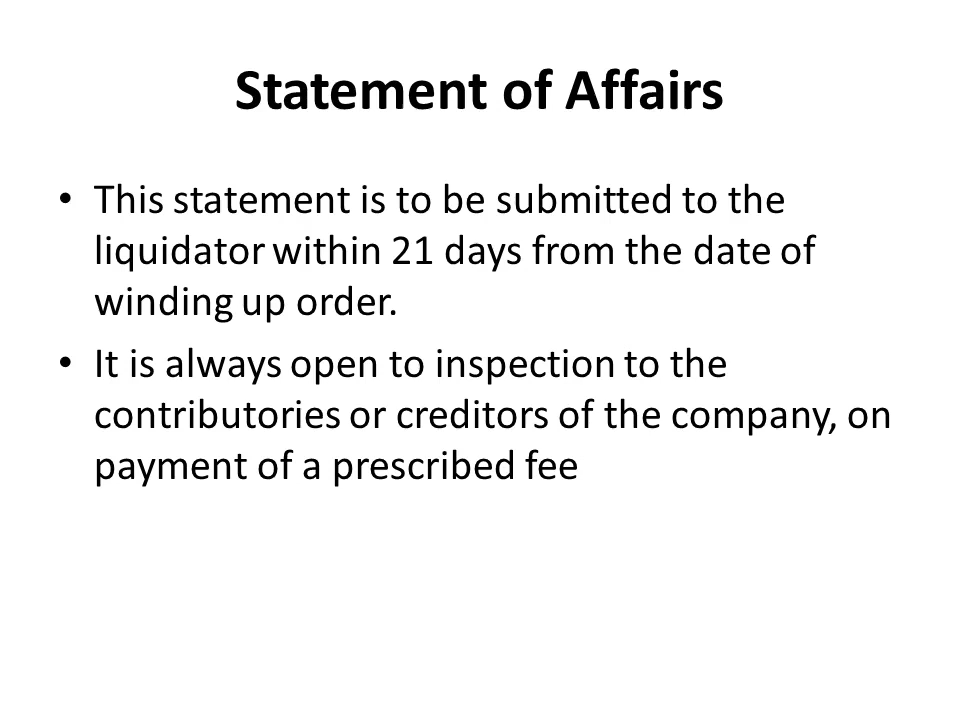 Statement of Affairs
• This statement is to be submitted to the
liquidator within 21 days from the date of
winding up order.
• It is always open to inspection to the
contributories or creditors of the company, on
payment of a prescribed fee